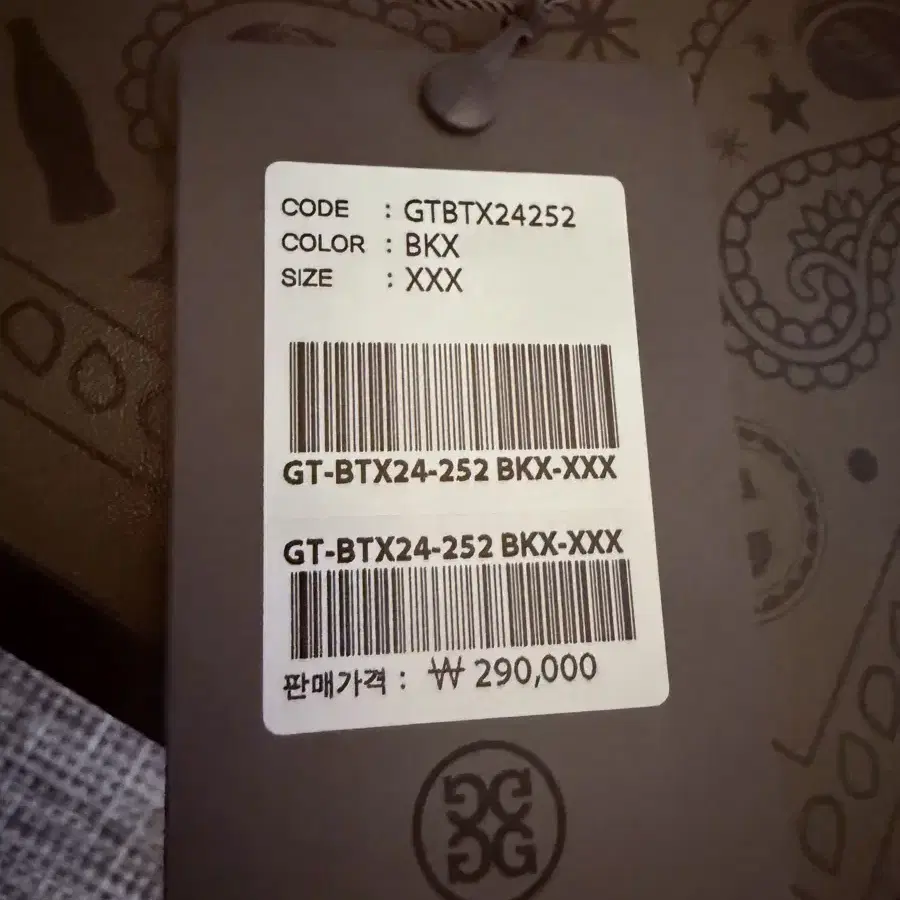 CODE : GTBTX24252
COLOR : BKX
SIZE : XXX
GT-BTX24-252 BKX-XXX
GT-BTX24-252 BKX-XXX
판매가격 : ₩ 290,000